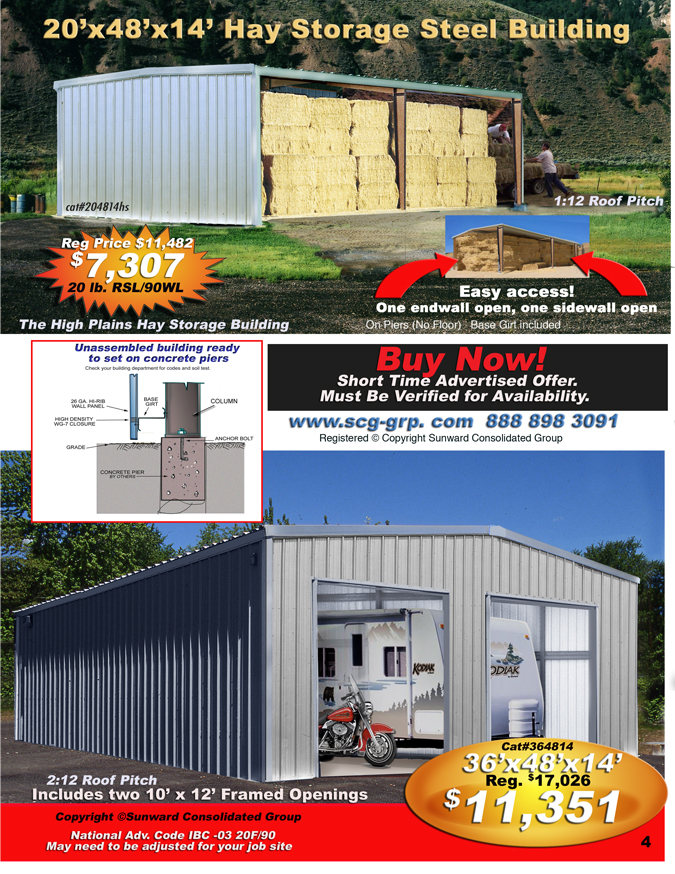 20’x48’x14’ Hay Storage Steel Building
cat#204814hs
1:12 Roof Pitch
Reg Price $11,482
$7,307
20 lb. RSL/90WL
Easy access!
One endwall open, one sidewall open
The High Plains Hay Storage Building
On Piers (No Floor) Base Girt included
Unassembled building ready
to set on concrete piers
Check your building department for codes and soil test.
26 GA. HI-RIB
WALL PANEL
BASE
GIRT
COLUMN
HIGH DENSITY
WG-7 CLOSURE
ANCHOR BOLT
GRADE
CONCRETE PIER
BY OTHERS
Buy Now!
Short Time Advertised Offer.
Must Be Verified for Availability.
www.scg-grp. com 888 898 3091
Registered © Copyright Sunward Consolidated Group
KODIAK
KODIAK
2:12 Roof Pitch
Includes two 10’ x 12’ Framed Openings
Cat#364814
36’x48’x14’
Reg. $17,026
$11,351
Copyright ©Sunward Consolidated Group
National Adv. Code IBC -03 20F/90
May need to be adjusted for your job site
4